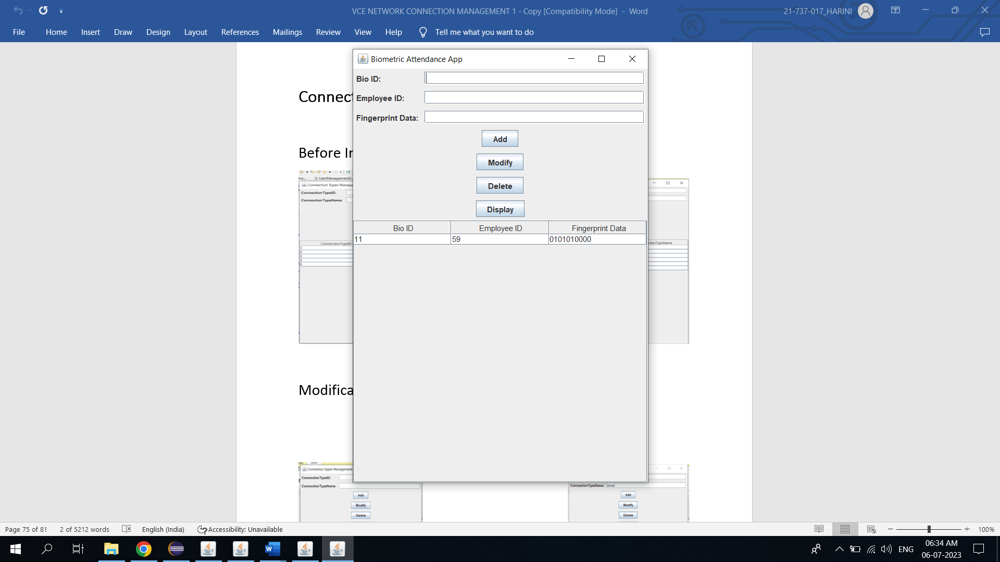 VCE NETWORK CONNECTION MANAGEMENT 1 - Copy [Compatibility Mode] - Word
21-737-017_HARINI
File Home Insert Draw Design Layout References Mailings Review View Help Tell me what you want to do
Biometric Attendance App
Bio ID:
Employee ID:
Fingerprint Data:
Add
Modify
Delete
Display
Bio ID Employee ID Fingerprint Data
11 59 0101010000
Connect
Before In
UserManagementS...
Connection Types Manage
ConnectionTypeID:
ConnectionTypeName:
ConnectionTypeID
ctionTypeName
1
5
2
4
6
Modifica
Save
Connection Types Management
ConnectionTypeID:
ConnectionTypeName:
Add
Modify
Delete
ConnectionTypeName: wired
Add
Modify
Delete
Page 75 of 81 2 of 5212 words English (India) Accessibility: Unavailable 100%
ENG
06:34 AM
06-07-2023